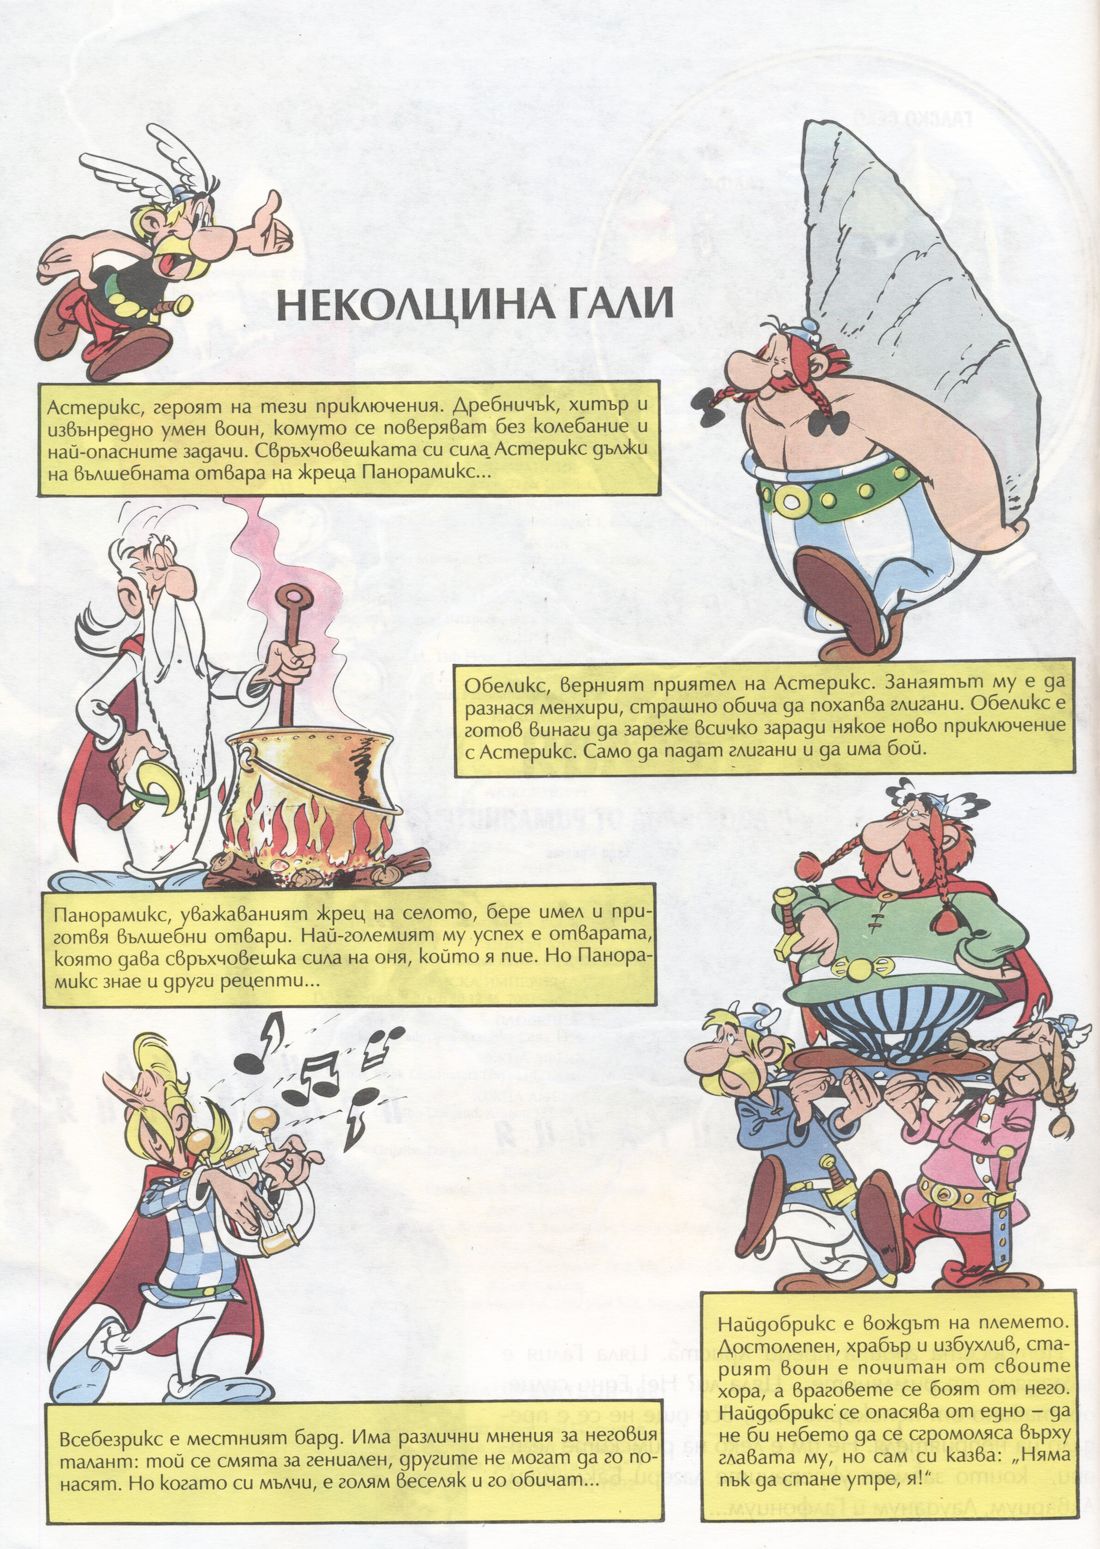 НЕКОЛЦИНА ГАЛИ
Астерикс, героят на тези приключения. Дребничък, хитър и
извънредно умен воин, комуто се поверяват без колебание и
най-опасните задачи. Свръхчовешката си сила Астерикс дължи
на вълшебната отвара на жреца Панорамикс...
Обеликс, верният приятел на Астерикс. Занаятът му е да
разнася менхири, страшно обича да похапва глигани. Обеликс е
готов винаги да зареже всичко заради някое ново приключение
с Астерикс. Само да падат глигани и да има бой.
Панорамикс, уважаваният жрец на селото, бере имел и при-
готвя вълшебни отвари. Най-големият му успех е отварата,
която дава свръхчовешка сила на оня, който я пие. Но Панора-
микс знае и други рецепти...
Всебезрикс е местният бард. Има различни мнения за неговия
талант: той се смята за гениален, другите не могат да го по-
насят. Но когато си мълчи, е голям веселяк и го обичат...
Найдобрикс е вождът на племето.
Достолепен, храбър и избухлив, ста-
рият воин е почитан от своите
хора, а враговете се боят от него.
Найдобрикс се опасява от едно – да
не би небето да се сгромоляса върху
главата му, но сам си казва: „Няма
пък да стане утре, я!“